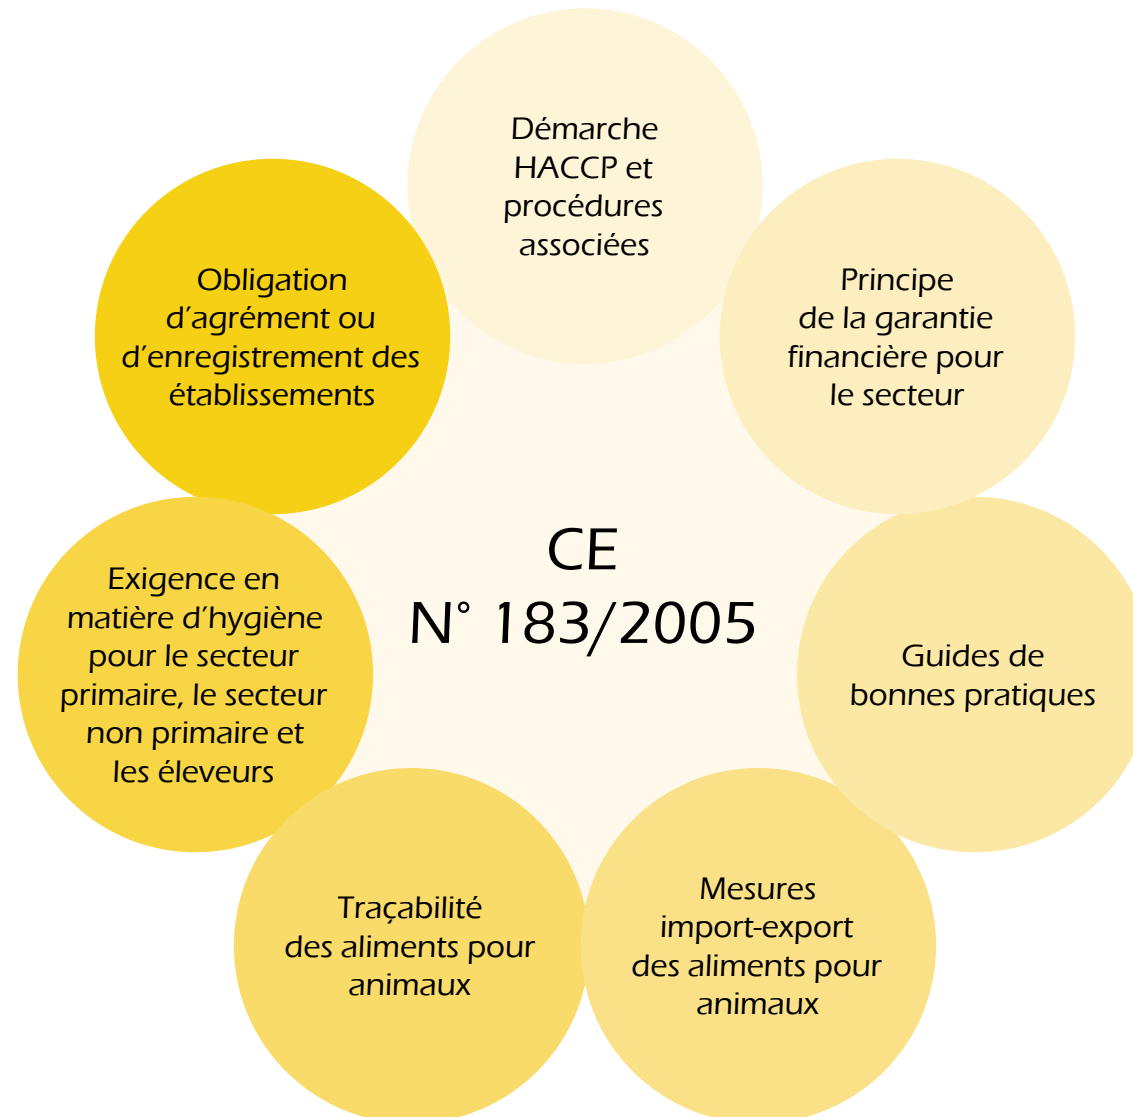 Démarche
HACCP et
procédures
associées
Principe
de la garantie
financière pour
le secteur
Guides de
bonnes pratiques
Mesures
import-export
des aliments pour
animaux
Traçabilité
des aliments pour
animaux
Exigence en
matière d'hygiène
pour le secteur
primaire, le secteur
non primaire et
les éleveurs
Obligation
d'agrément ou
d'enregistrement des
établissements
CE
N° 183/2005